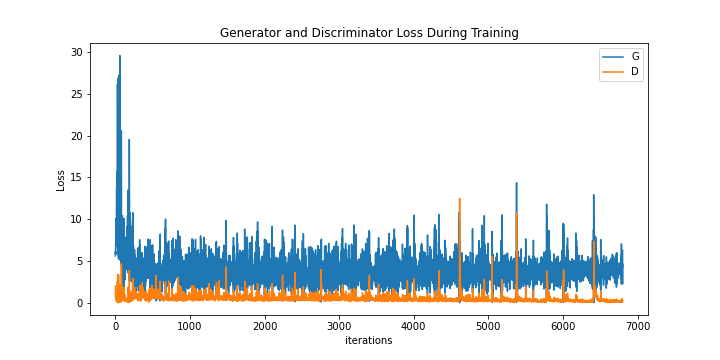 Generator and Discriminator Loss During Training
G
D
Loss
30
25
20
15
10
5
0
0 1000 2000 3000 4000 5000 6000 7000
iterations